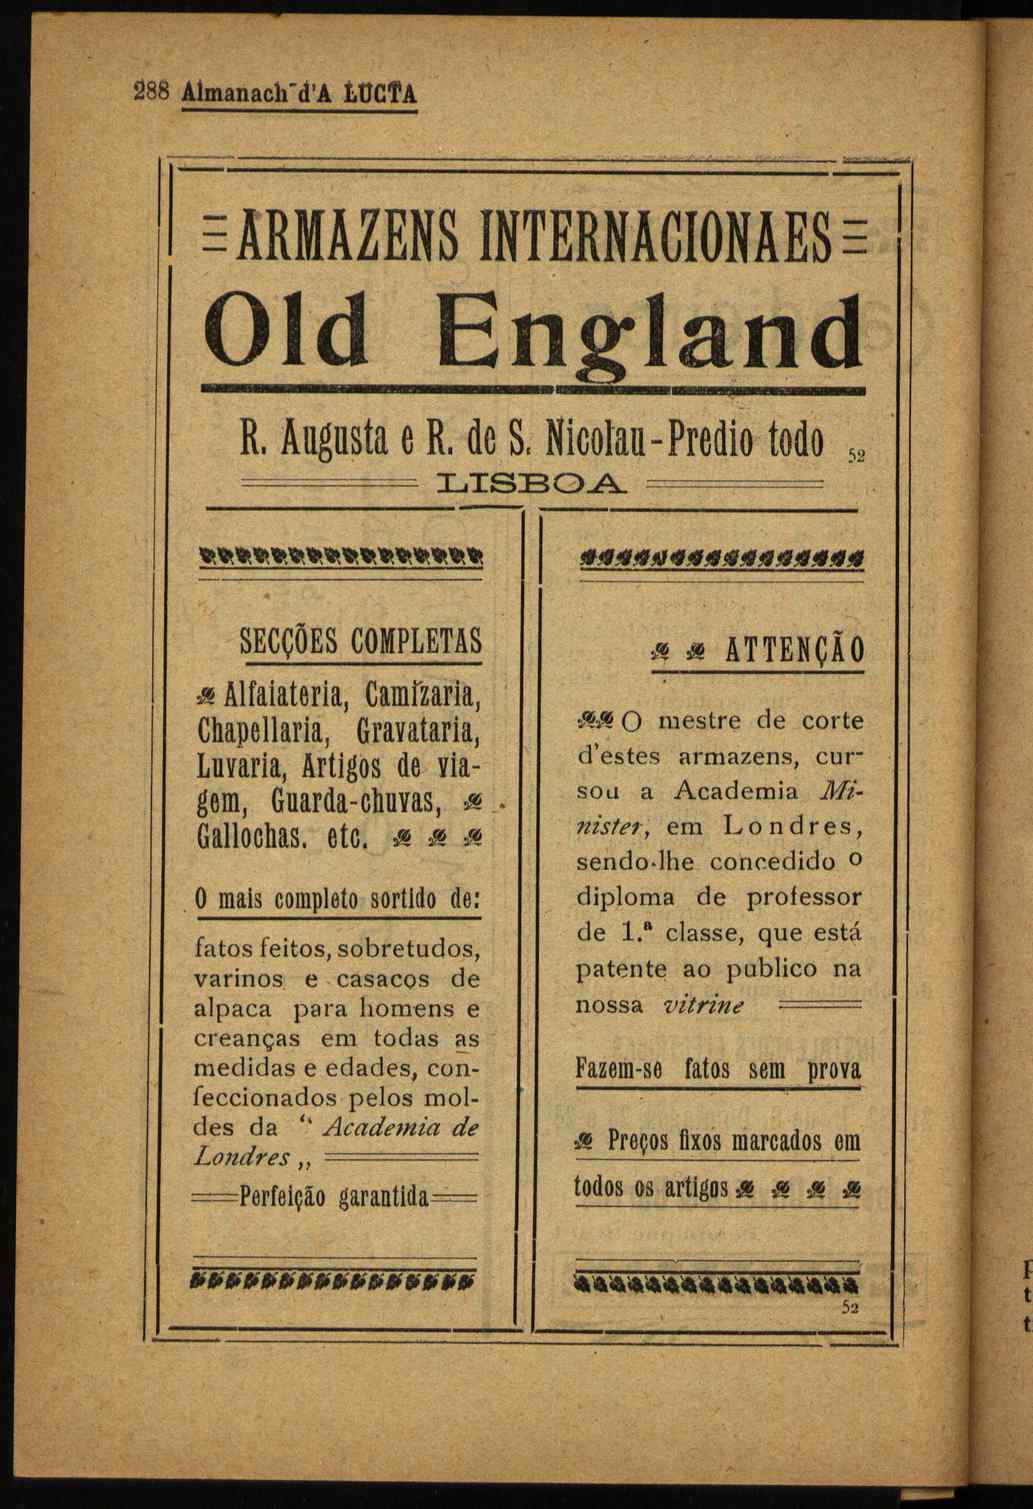 288 Almanach d'A LUCTA
ARMAZENS INTERNACIONAES
Old England
R. Augusta e R. de S. Nicolau-Predio todo 52
LISBOA
SECÇÕES COMPLETAS
Alfaiateria, Camizaria,
Chapellaria, Gravataria,
Luvaria, Artigos de via-
gem, Guarda-chuvas,
Gallochas. etc.
O mais completo sortido de:
fatos feitos, sobretudos,
varinos e casacos de
alpaca para homens e
creanças em todas as
medidas e edades, con-
feccionados pelos mol-
des da “ Academia de
Londres „
Perfeição garantida
ATTENÇÃO
O mestre de corte
d'estes armazens, cur-
sou a Academia Mi-
nister, em Londres,
sendo-lhe concedido o
diploma de professor
de 1.ª classe, que está
patente ao publico na
nossa vitrine
Fazem-se fatos sem prova
Preços fixos marcados em
todos os artigos
52